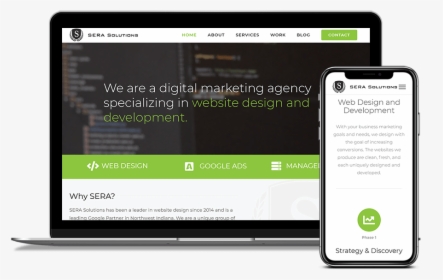 S SERA SOLUTIONS HOME ABOUT SERVICES WORK BLOG CONTACT
We are a digital marketing agency
specializing in website design and
development.
</> WEB DESIGN A GOOGLE ADS MANAGE
Why SERA?
SERA Solutions has been a leader in website design since 2014 and is a
leading Google Partner in Northwest Indiana. We are a unique group of
S SERA SOLUTIONS
Web Design and
Development
With your business marketing
goals and needs, we design with
the goal of increasing
conversions. The websites we
produce are clean, fresh, and
each uniquely designed and
developed.
Phase 1
Strategy & Discovery